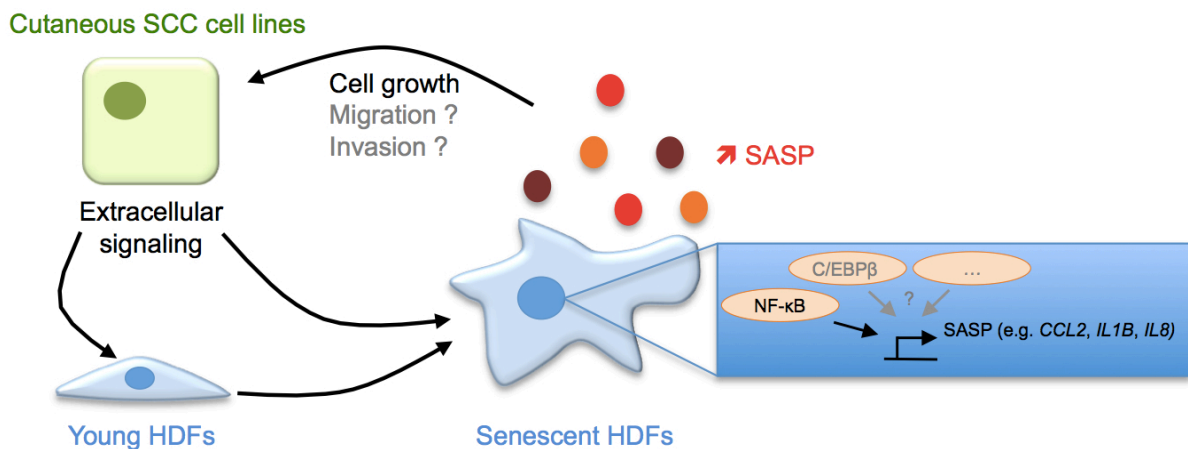 Cutaneous SCC cell lines
Cell growth
Migration ?
Invasion ?
SASP
Extracellular
signaling
C/EBPβ
...
?
NF-κB
SASP (e.g. CCL2, IL1B, IL8)
Young HDFs
Senescent HDFs